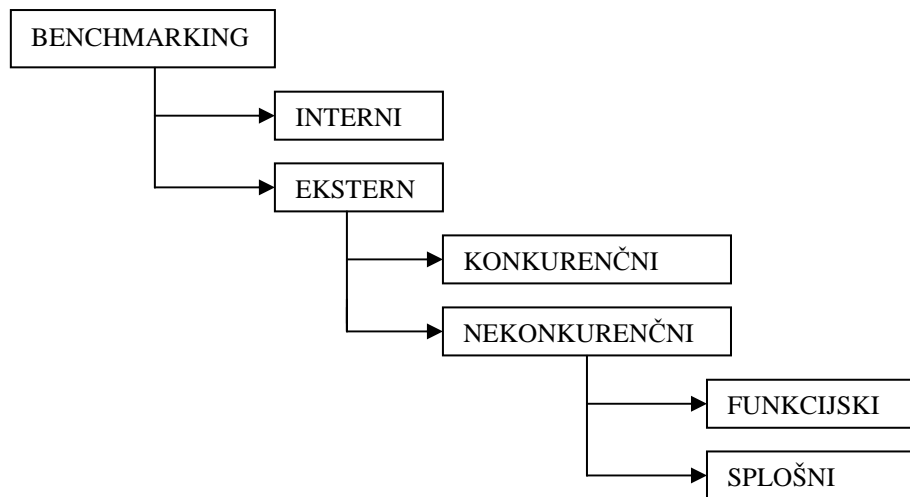 BENCHMARKING
INTERNI
EKSTERN
KONKURENČNI
NEKONKURENČNI
FUNKCIJSKI
SPLOŠNI